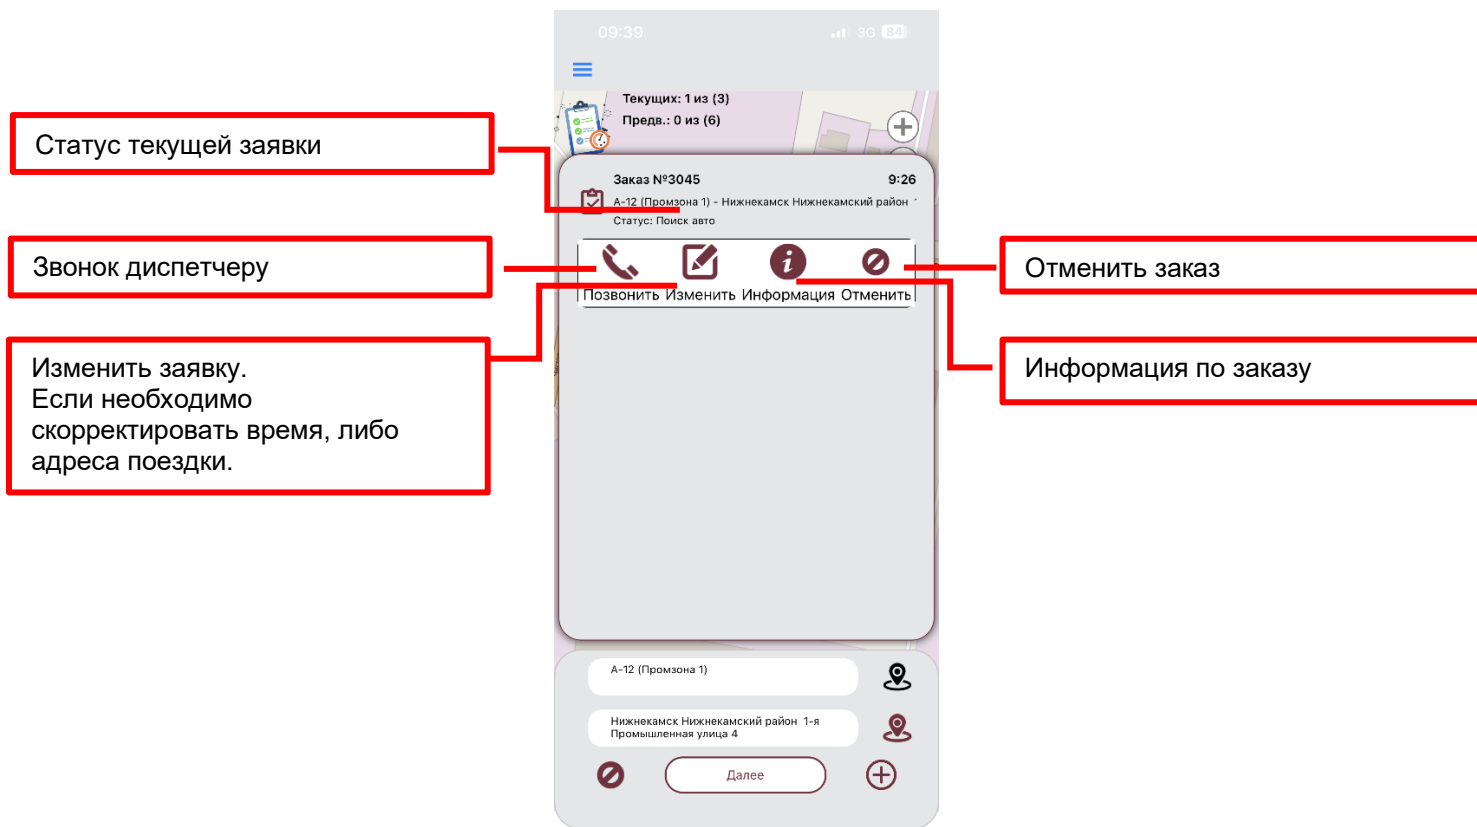 09:39
3G 84
Текущих: 1 из (3)
Предв.: 0 из (6)
Статус текущей заявки
Заказ №3045
9:26
А-12 (Промзона 1) - Нижнекамск Нижнекамский район
Статус: Поиск авто
Звонок диспетчеру
Отменить заказ
Позвонить Изменить Информация Отменить
Изменить заявку.
Если необходимо
скорректировать время, либо
адреса поездки.
Информация по заказу
А-12 (Промзона 1)
Нижнекамск Нижнекамский район 1-я
Промышленная улица 4
Далее